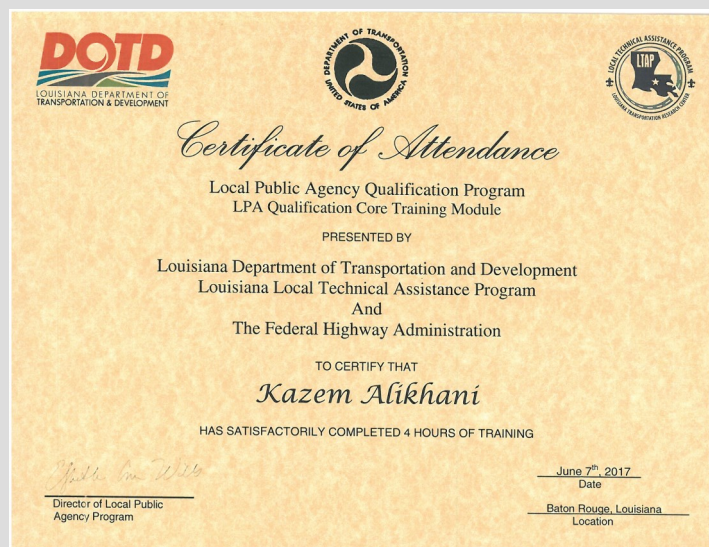 DOTD
LOUISIANA DEPARTMENT OF
TRANSPORTATION & DEVELOPMENT
DEPARTMENT OF TRANSPORTATION
UNITED STATES OF AMERICA
LOCAL TECHNICAL ASSISTANCE PROGRAM
LTAP
LOUISIANA TRANSPORTATION RESEARCH CENTER
Certificate of Attendance
Local Public Agency Qualification Program
LPA Qualification Core Training Module
PRESENTED BY
Louisiana Department of Transportation and Development
Louisiana Local Technical Assistance Program
And
The Federal Highway Administration
TO CERTIFY THAT
Kazem Alikhani
HAS SATISFACTORILY COMPLETED 4 HOURS OF TRAINING
Director of Local Public
Agency Program
June 7th, 2017
Date
Baton Rouge, Louisiana
Location